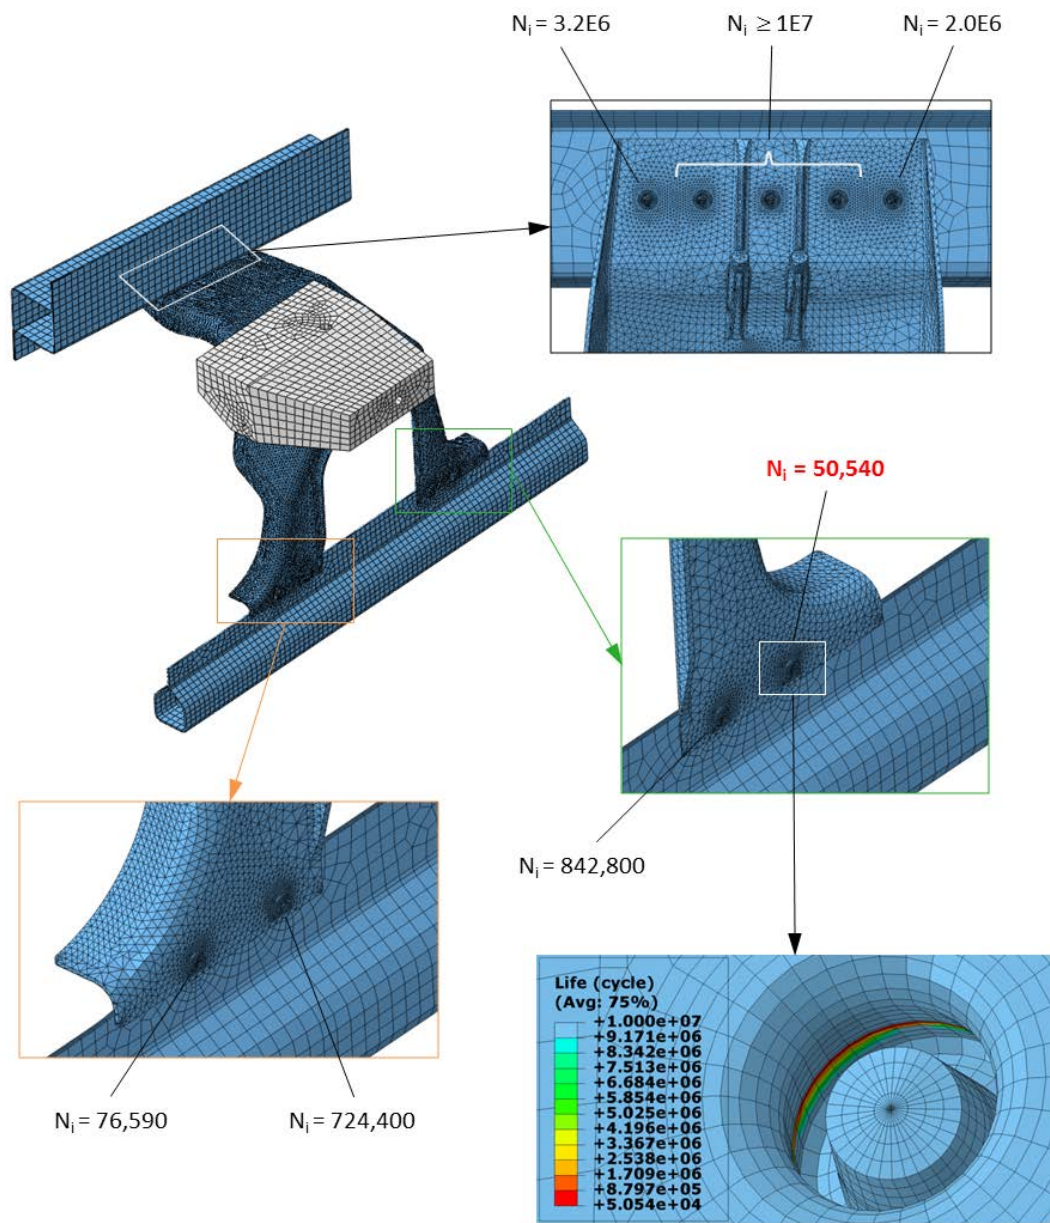 Nᵢ = 3.2E6
Nᵢ ≥ 1E7
Nᵢ = 2.0E6
Nᵢ = 50,540
Nᵢ = 842,800
Nᵢ = 76,590
Nᵢ = 724,400
Life (cycle)
(Avg: 75%)
+1.000e+07
+9.171e+06
+8.342e+06
+7.513e+06
+6.684e+06
+5.854e+06
+5.025e+06
+4.196e+06
+3.367e+06
+2.538e+06
+1.709e+06
+8.797e+05
+5.054e+04